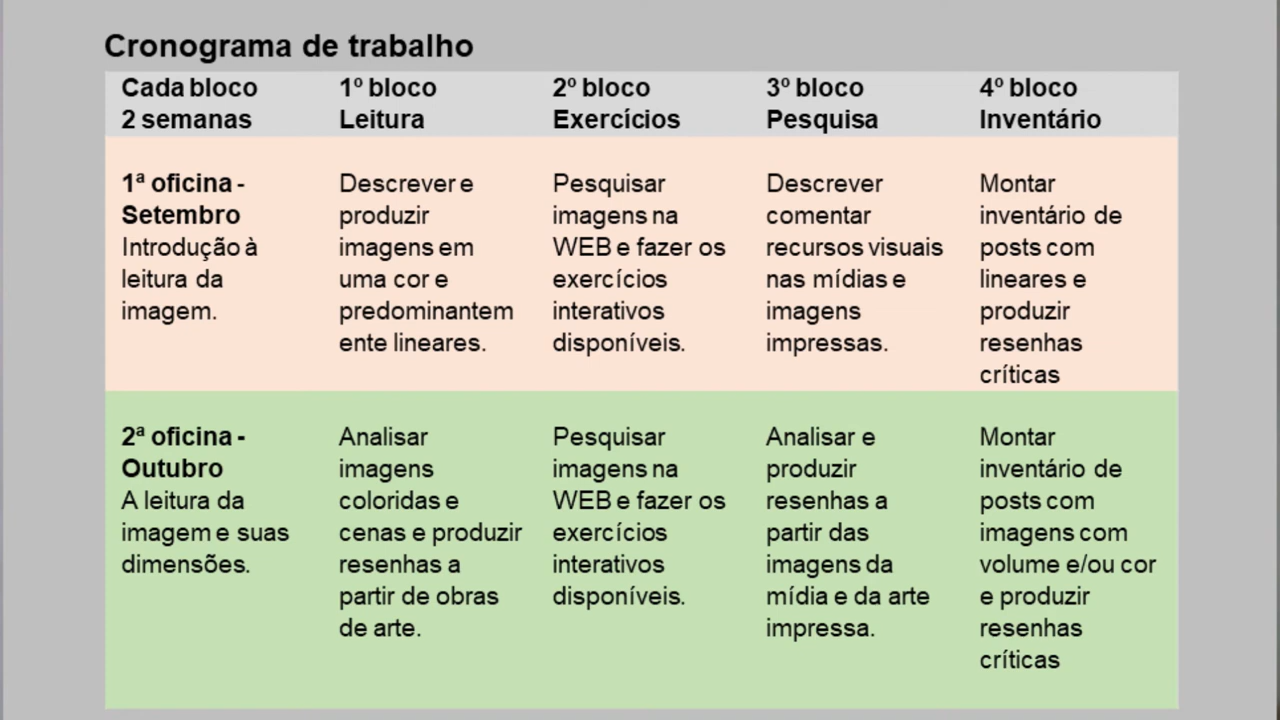 Cronograma de trabalho
Cada bloco
2 semanas
1º bloco
Leitura
2º bloco
Exercícios
3º bloco
Pesquisa
4º bloco
Inventário
1ª oficina -
Setembro
Introdução à
leitura da
imagem.
Descrever e
produzir
imagens em
uma cor e
predominantem
ente lineares.
Pesquisar
imagens na
WEB e fazer os
exercícios
interativos
disponíveis.
Descrever
comentar
recursos visuais
nas mídias e
imagens
impressas.
Montar
inventário de
posts com
lineares e
produzir
resenhas
críticas
2ª oficina -
Outubro
A leitura da
imagem e suas
dimensões.
Analisar
imagens
coloridas e
cenas e produzir
resenhas a
partir de obras
de arte.
Pesquisar
imagens na
WEB e fazer os
exercícios
interativos
disponíveis.
Analisar e
produzir
resenhas a
partir das
imagens da
mídia e da arte
impressa.
Montar
inventário de
posts com
imagens com
volume e/ou cor
e produzir
resenhas
críticas